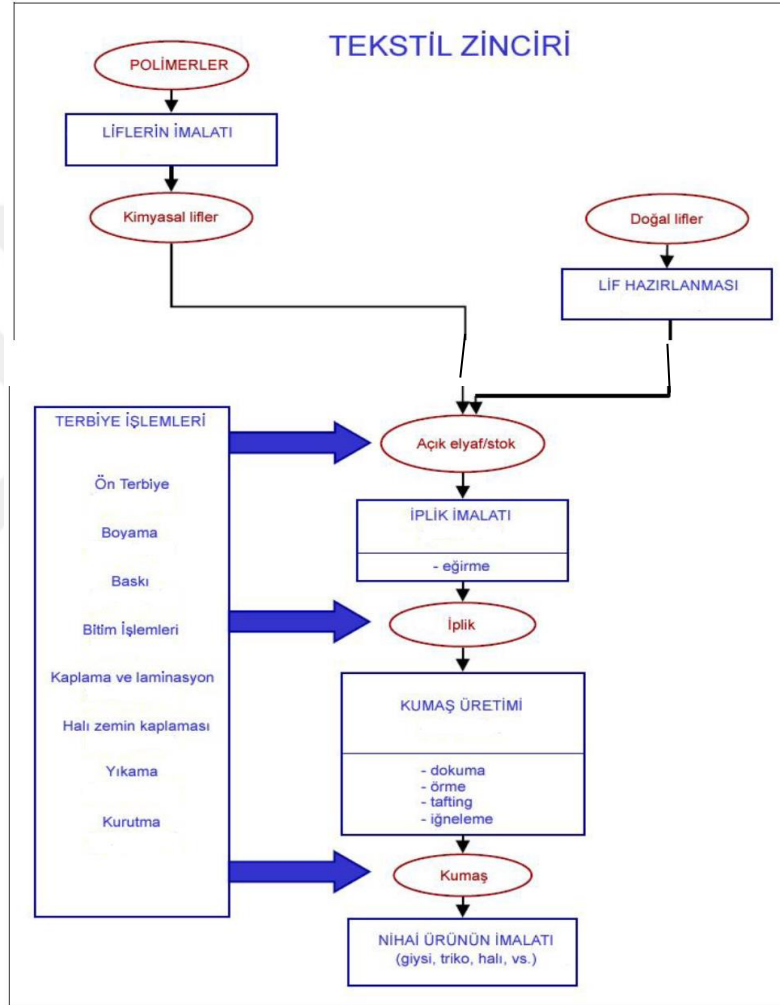 TEKSTİL ZİNCİRİ
POLİMERLER
LİFLERİN İMALATI
Kimyasal lifler
Doğal lifler
LİF HAZIRLANMASI
TERBİYE İŞLEMLERİ
Ön Terbiye
Boyama
Baskı
Bitim İşlemleri
Kaplama ve laminasyon
Halı zemin kaplaması
Yıkama
Kurutma
Açık elyaf/stok
İPLİK İMALATI
- eğirme
İplik
KUMAŞ ÜRETİMİ
- dokuma
- örme
- tafting
- iğneleme
Kumaş
NİHAİ ÜRÜNÜN İMALATI
(giysi, triko, halı, vs.)